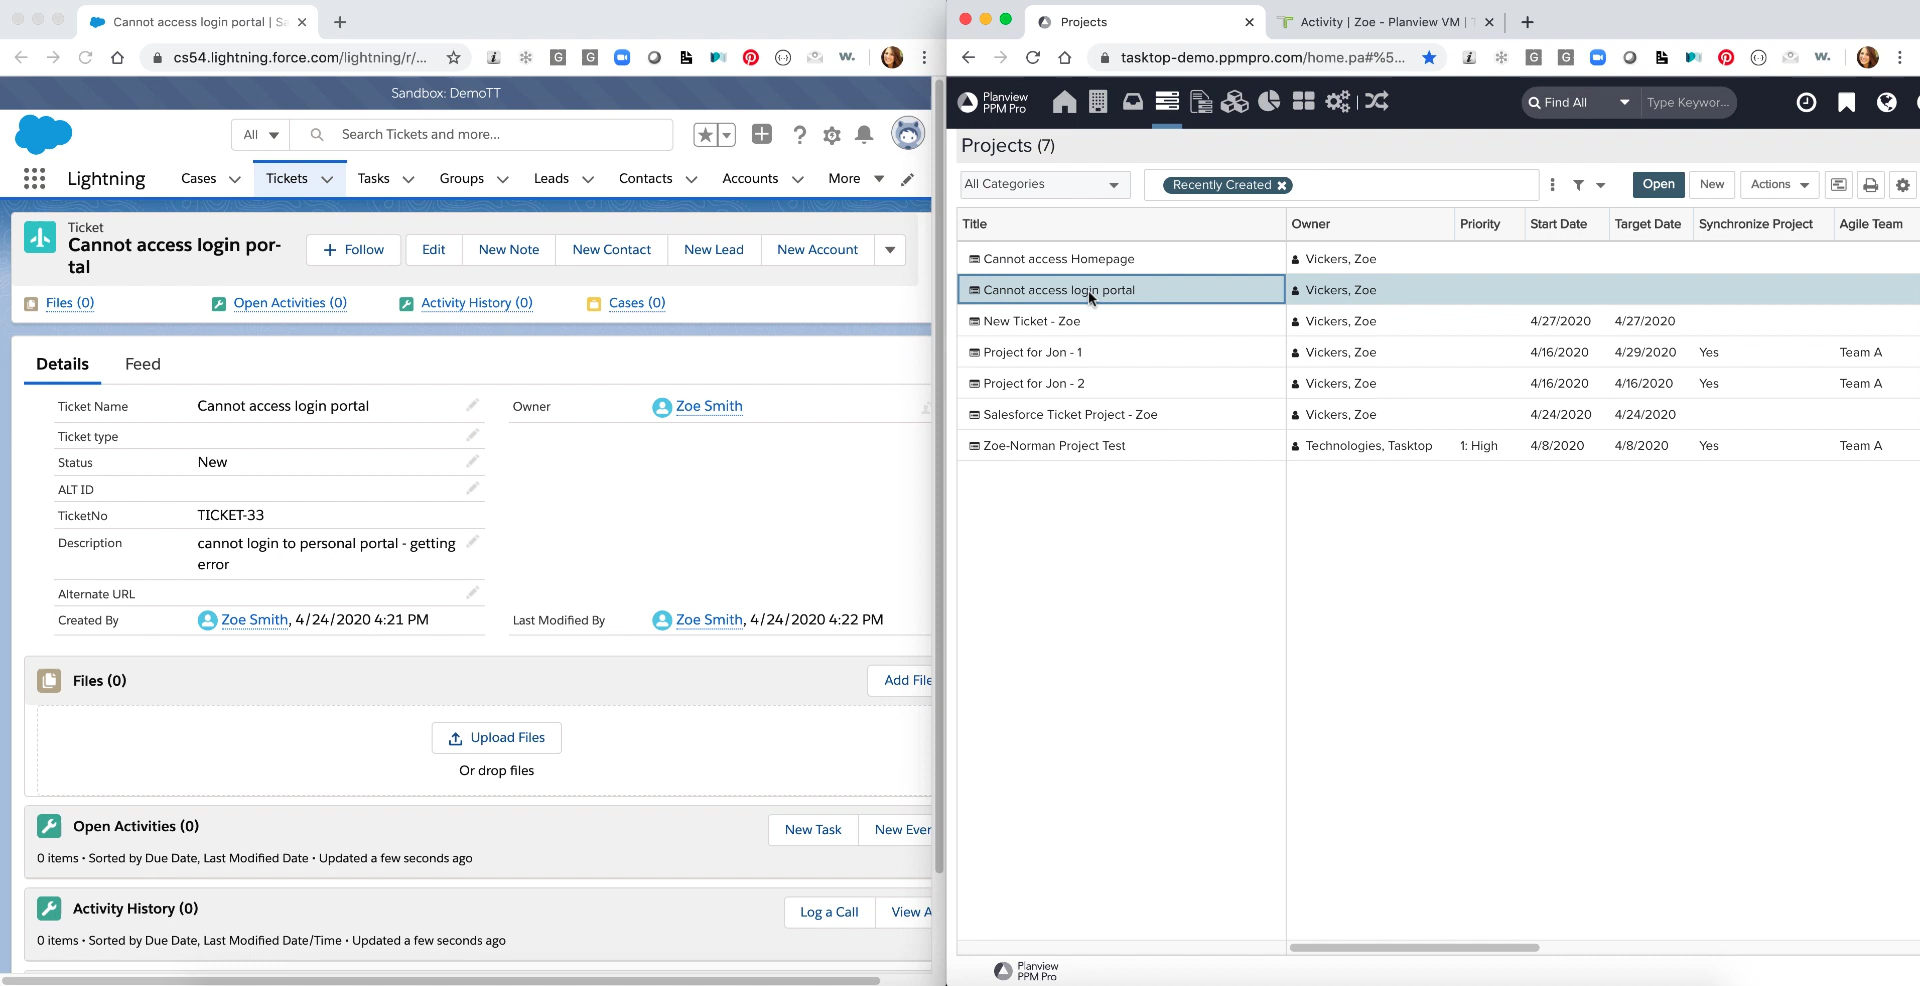 Cannot access login portal | Sa
cs54.lightning.force.com/lightning/r/...
Sandbox: DemoTT
All
Search Tickets and more...
Lightning
Cases
Tickets
Tasks
Groups
Leads
Contacts
Accounts
More
Ticket
Cannot access login por-
tal
Follow
Edit
New Note
New Contact
New Lead
New Account
Files (0)
Open Activities (0)
Activity History (0)
Cases (0)
Details
Feed
Ticket Name
Cannot access login portal
Owner
Zoe Smith
Ticket type
Status
New
ALT ID
TicketNo
TICKET-33
Description
cannot login to personal portal - getting
error
Alternate URL
Created By
Zoe Smith, 4/24/2020 4:21 PM
Last Modified By
Zoe Smith, 4/24/2020 4:22 PM
Files (0)
Add File
Upload Files
Or drop files
Open Activities (0)
New Task
New Ever
0 items • Sorted by Due Date, Last Modified Date • Updated a few seconds ago
Activity History (0)
Log a Call
View A
0 items • Sorted by Due Date, Last Modified Date/Time • Updated a few seconds ago
Projects
Activity | Zoe - Planview VM |
tasktop-demo.ppmpro.com/home.pa#%5...
Planview
PPM Pro
Find All
Type Keywor...
Projects (7)
All Categories
Recently Created
Open
New
Actions
Title
Owner
Priority
Start Date
Target Date
Synchronize Project
Agile Team
Cannot access Homepage
Vickers, Zoe
Cannot access login portal
Vickers, Zoe
New Ticket - Zoe
Vickers, Zoe
4/27/2020
4/27/2020
Project for Jon - 1
Vickers, Zoe
4/16/2020
4/29/2020
Yes
Team A
Project for Jon - 2
Vickers, Zoe
4/16/2020
4/16/2020
Yes
Team A
Salesforce Ticket Project - Zoe
Vickers, Zoe
4/24/2020
4/24/2020
Zoe-Norman Project Test
Technologies, Tasktop
1: High
4/8/2020
4/8/2020
Yes
Team A
Planview
PPM Pro